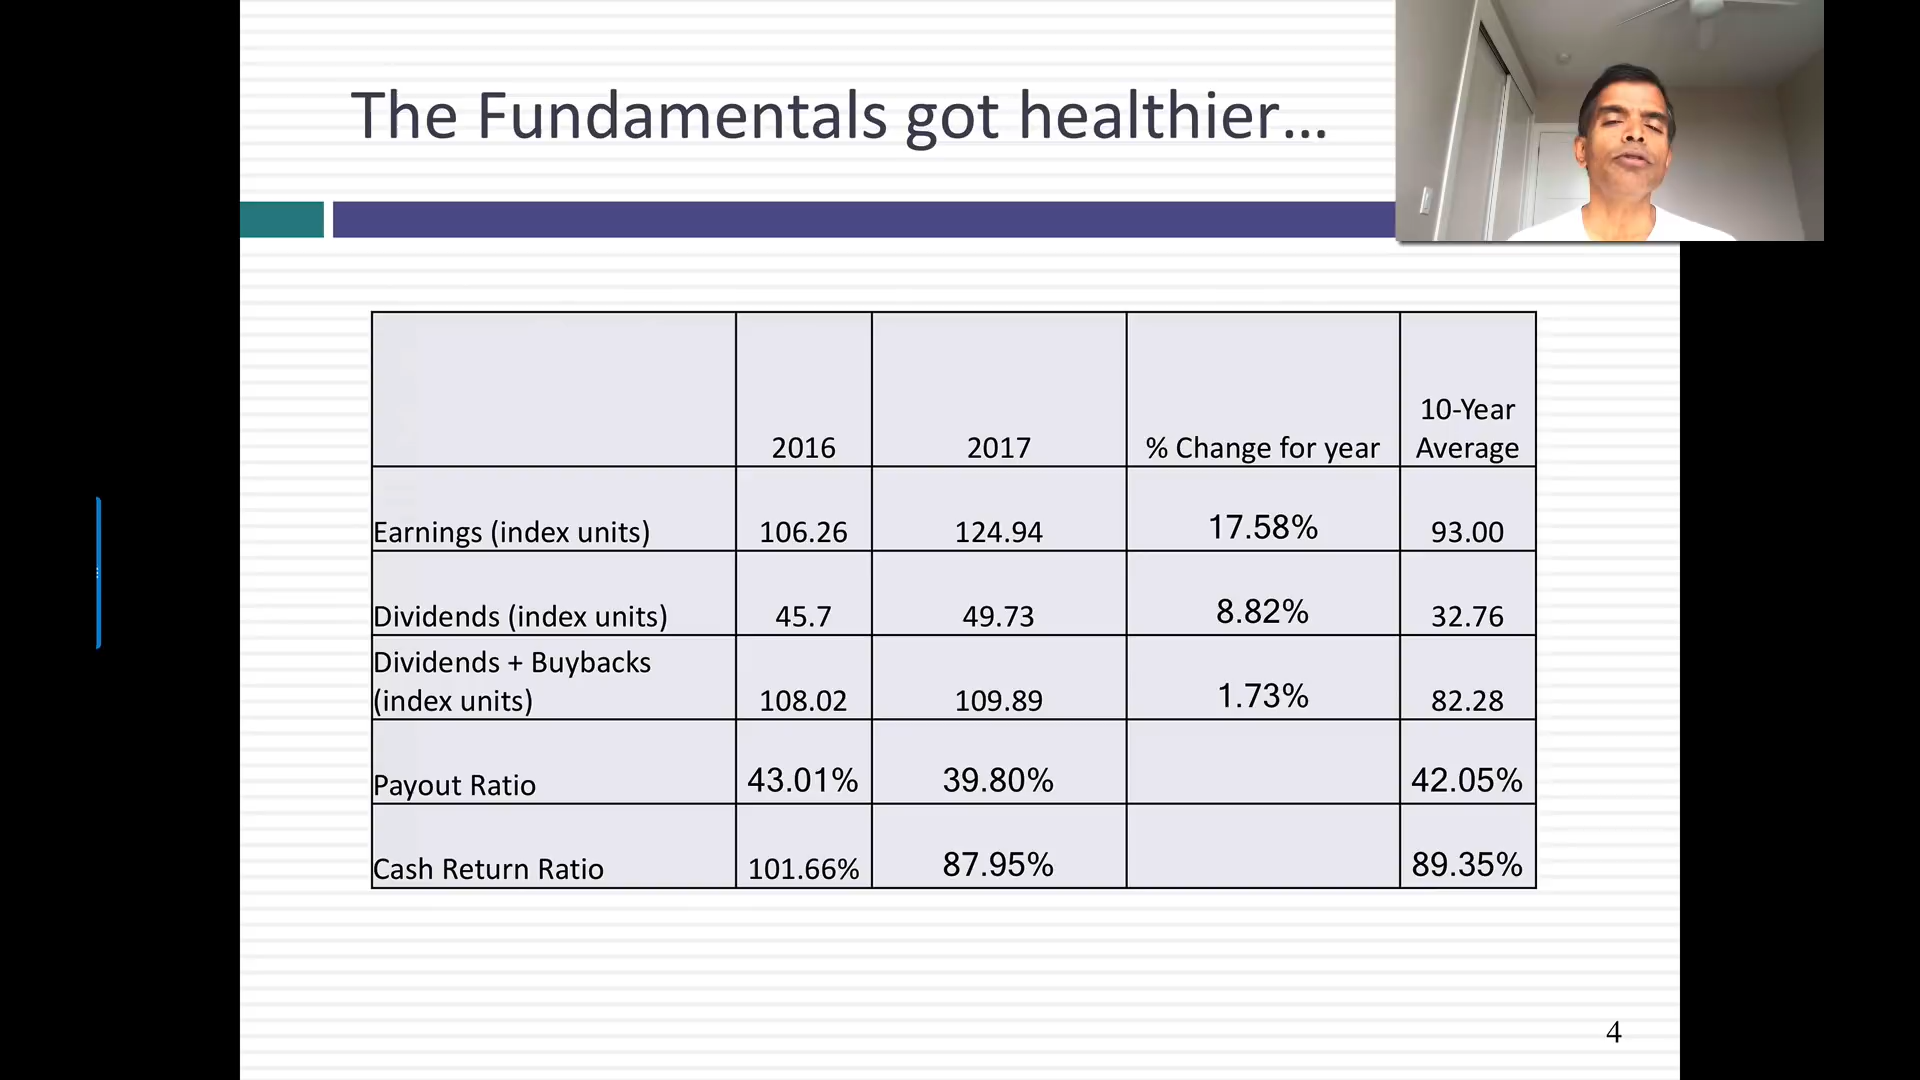 The Fundamentals got healthier...
2016 2017 % Change for year 10-Year Average
Earnings (index units) 106.26 124.94 17.58% 93.00
Dividends (index units) 45.7 49.73 8.82% 32.76
Dividends + Buybacks (index units) 108.02 109.89 1.73% 82.28
Payout Ratio 43.01% 39.80% 42.05%
Cash Return Ratio 101.66% 87.95% 89.35%
4